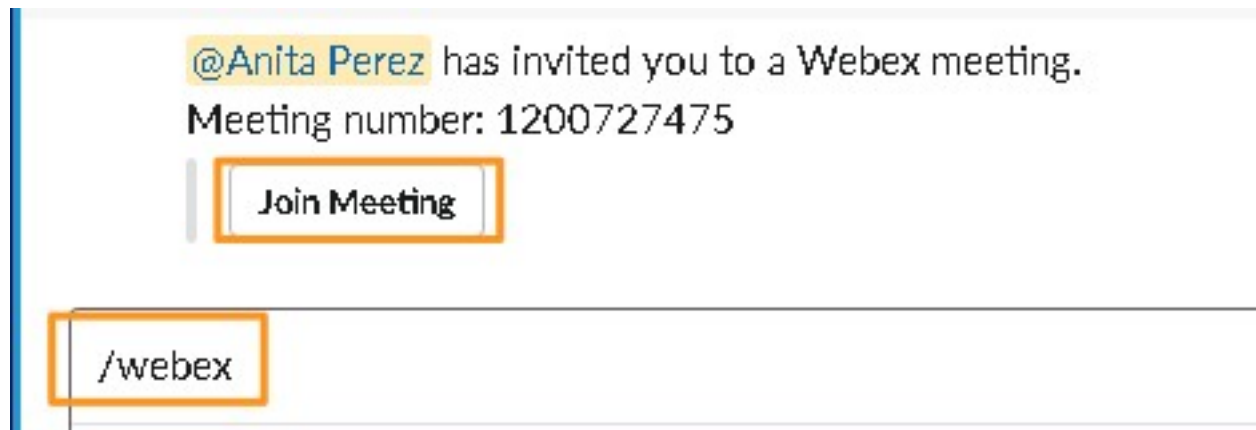 @Anita Perez has invited you to a Webex meeting.
Meeting number: 1200727475
Join Meeting
/webex